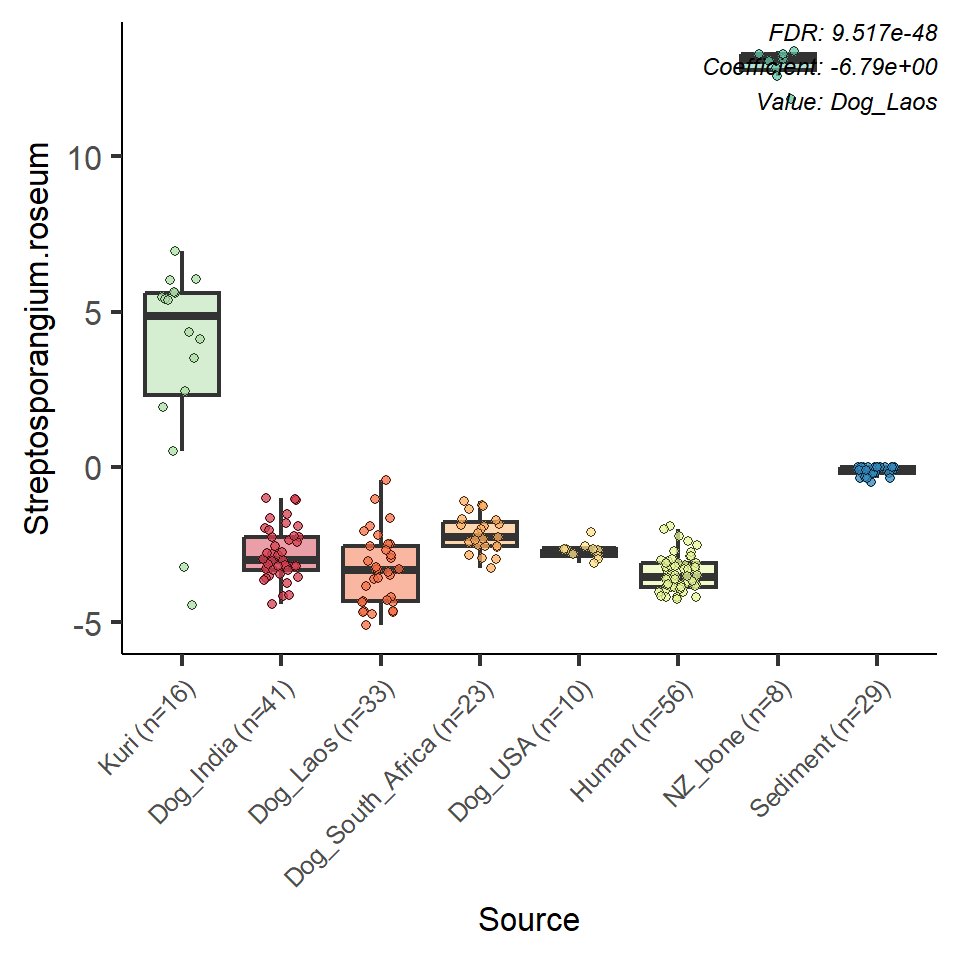 FDR: 9.517e-48
Coefficient: -6.79e+00
Value: Dog_Laos
Streptosporangium.roseum
10
5
0
-5
Kuri (n=16)
Dog_India (n=41)
Dog_Laos (n=33)
Dog_South_Africa (n=23)
Dog_USA (n=10)
Human (n=56)
NZ_bone (n=8)
Sediment (n=29)
Source